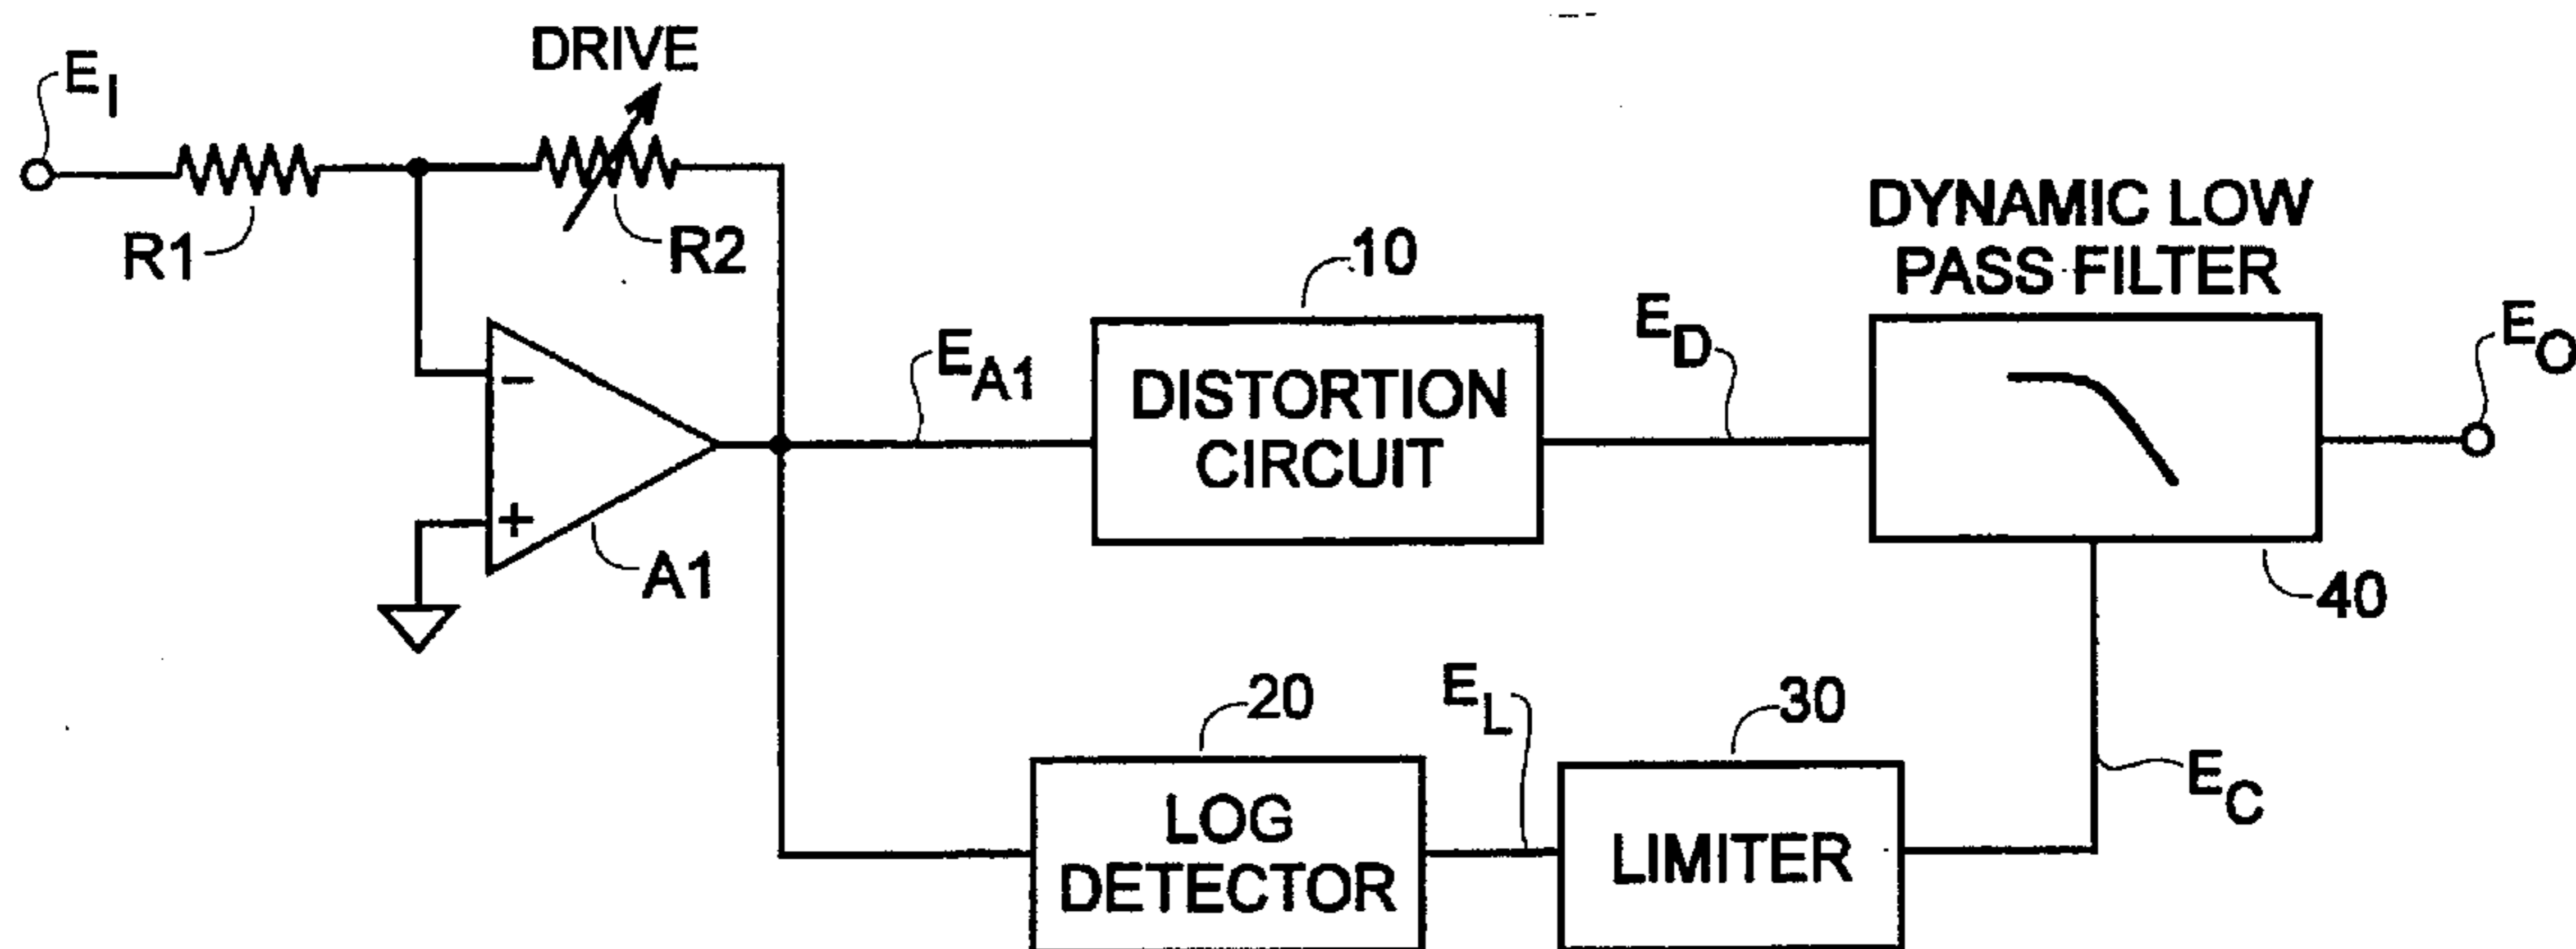 DRIVE
E_I
R1
R2
DYNAMIC LOW
PASS FILTER
10
E_A1
E_D
E_O
−
DISTORTION
CIRCUIT
+
A1
40
20
E_L
30
E_C
LOG
DETECTOR
LIMITER